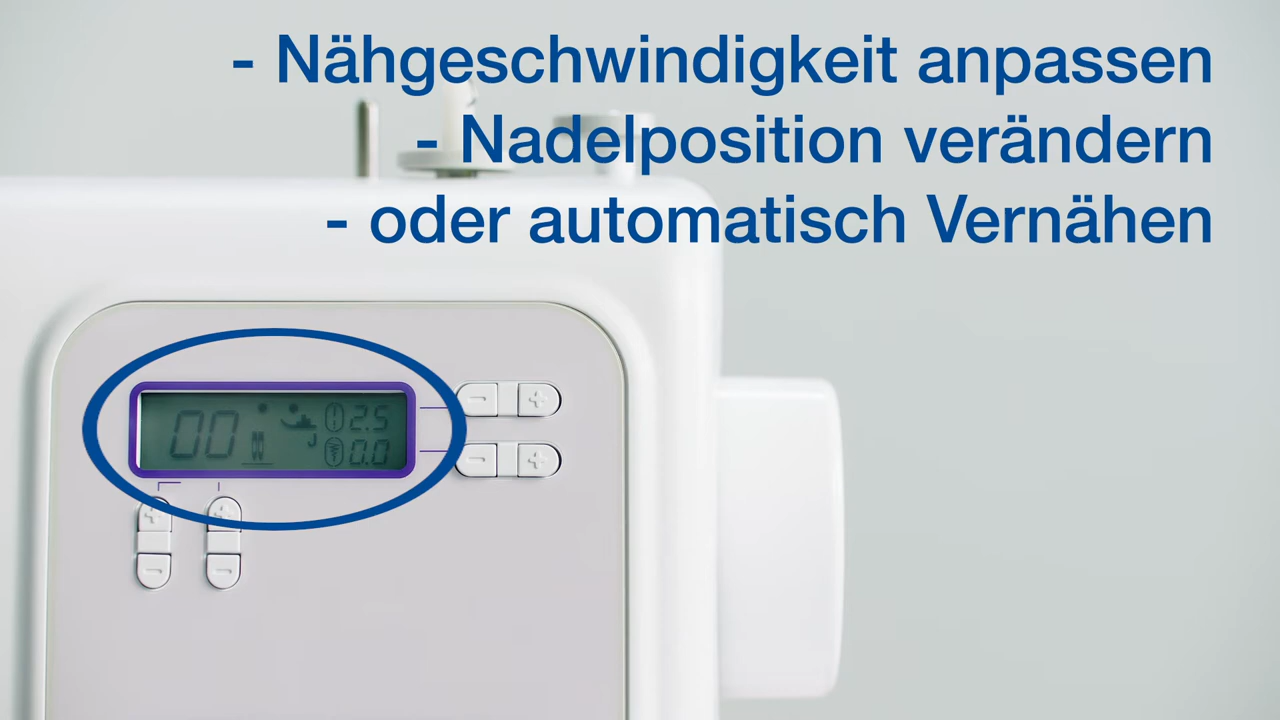 - Nähgeschwindigkeit anpassen
- Nadelposition verändern
- oder automatisch Vernähen
00 2.5
J 0.0